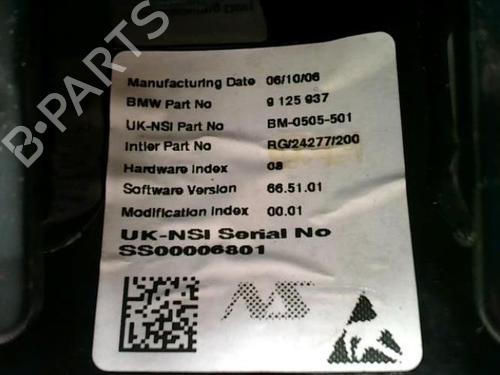 Manufacturing Date 06/10/06
BMW Part No 9 125 937
UK-NSI Part No BM-0505-501
Intier Part No RG/24277/200
Hardware Index 08
Software Version 66.51.01
Modification Index 00.01
UK-NSI Serial No
SS00006801
B-PARTS